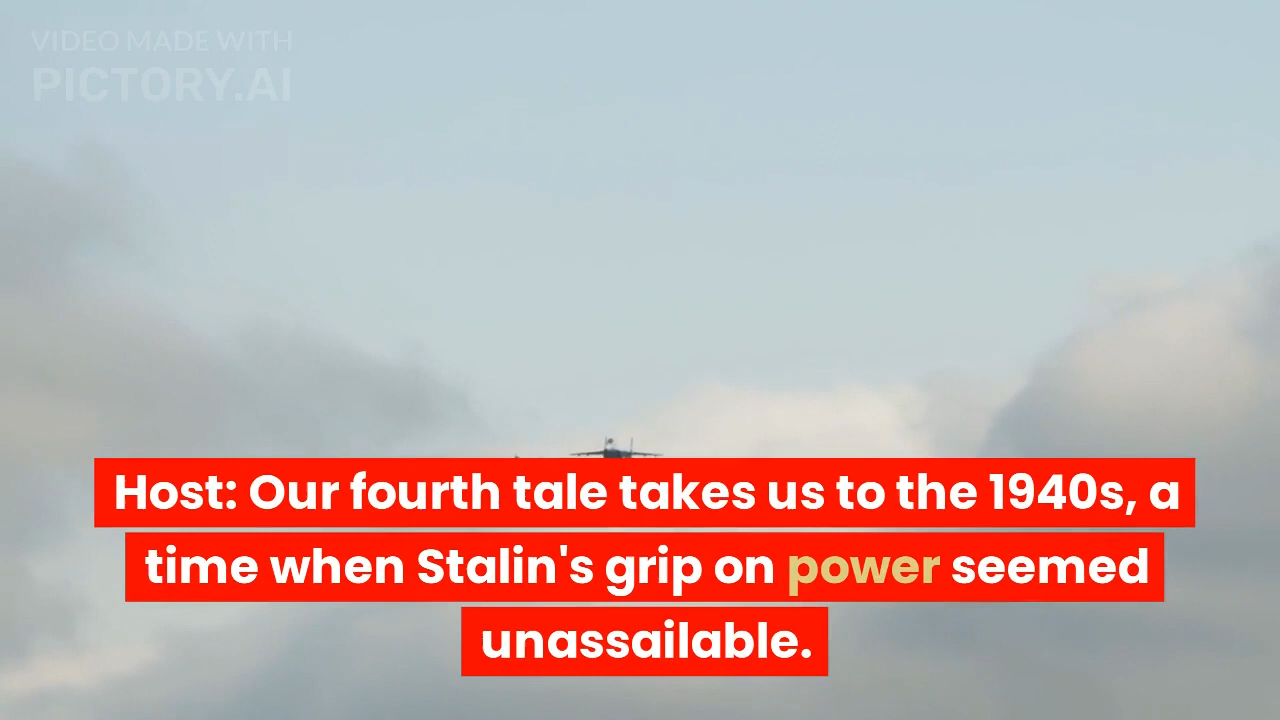 VIDEO MADE WITH
PICTORY.AI
Host: Our fourth tale takes us to the 1940s, a
time when Stalin's grip on power seemed
unassailable.